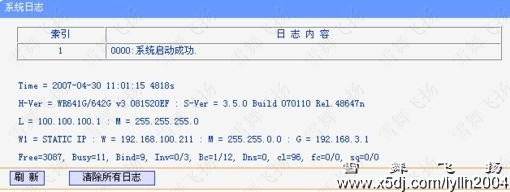 系统日志
索引 日 志 内 容
1 0000:系统启动成功.
Time = 2007-04-30 11:01:15 4818s
H-Ver = WR641G/642G v3 081520EF : S-Ver = 3.5.0 Build 070110 Rel.48647n
L = 100.100.100.1 : M = 255.255.255.0
W1 = STATIC IP : W = 192.168.100.211 : M = 255.255.0.0 : G = 192.168.3.1
Free=3087, Busy=11, Bind=9, Inv=0/3, Bc=1/12, Dns=0, cl=96, fc=0/0, sq=0/0
刷 新 清除所有日志
雪 舞 飞 扬
http://www.x5dj.com/lyllh2004